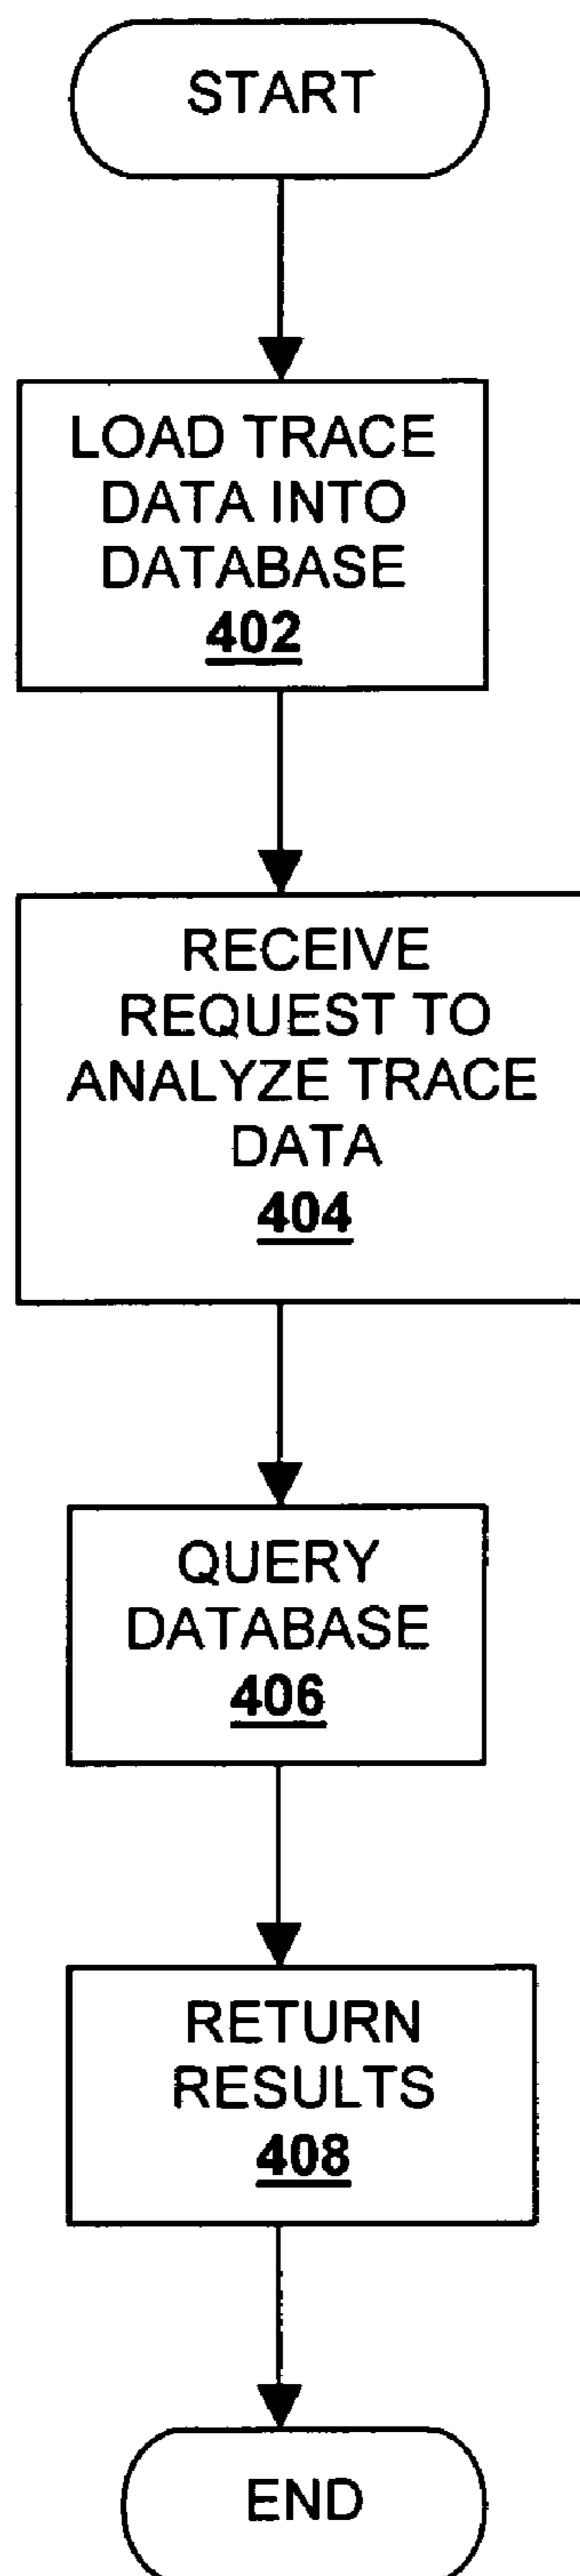 START
LOAD TRACE
DATA INTO
DATABASE
402
RECEIVE
REQUEST TO
ANALYZE TRACE
DATA
404
QUERY
DATABASE
406
RETURN
RESULTS
408
END